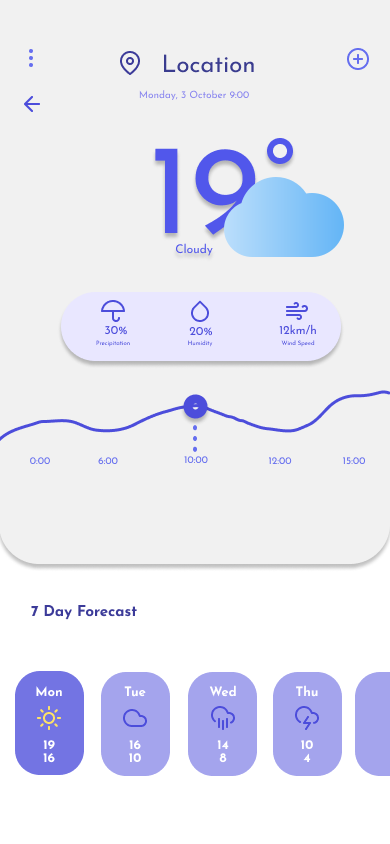 Location
Monday, 3 October 9:00
19°
Cloudy
30%
Precipitation
20%
Humidity
12km/h
Wind Speed
0:00 6:00 10:00 12:00 15:00
7 Day Forecast
Mon
19
16
Tue
16
10
Wed
14
8
Thu
10
4